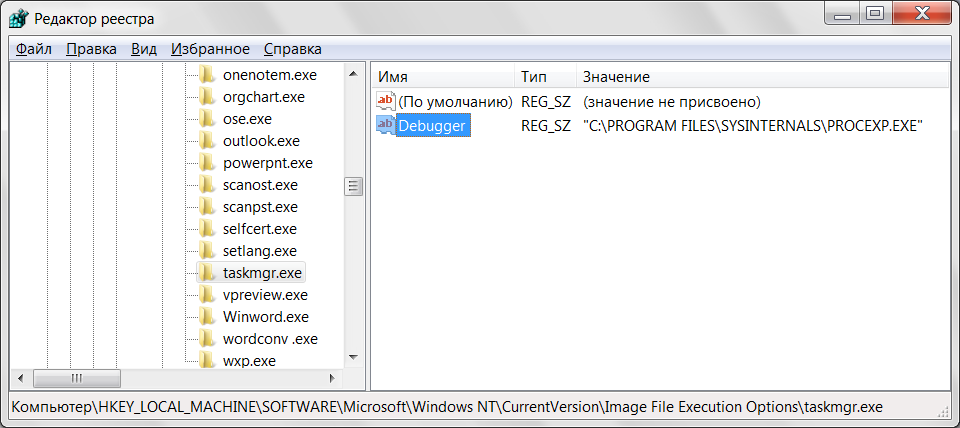 Редактор реестра
Файл Правка Вид Избранное Справка
onenotem.exe
orgchart.exe
ose.exe
outlook.exe
powerpnt.exe
scanost.exe
scanpst.exe
selfcert.exe
setlang.exe
taskmgr.exe
vpreview.exe
Winword.exe
wordconv .exe
wxp.exe
Имя Тип Значение
ab (По умолчанию) REG_SZ (значение не присвоено)
ab Debugger REG_SZ "C:\PROGRAM FILES\SYSINTERNALS\PROCEXP.EXE"
Компьютер\HKEY_LOCAL_MACHINE\SOFTWARE\Microsoft\Windows NT\CurrentVersion\Image File Execution Options\taskmgr.exe